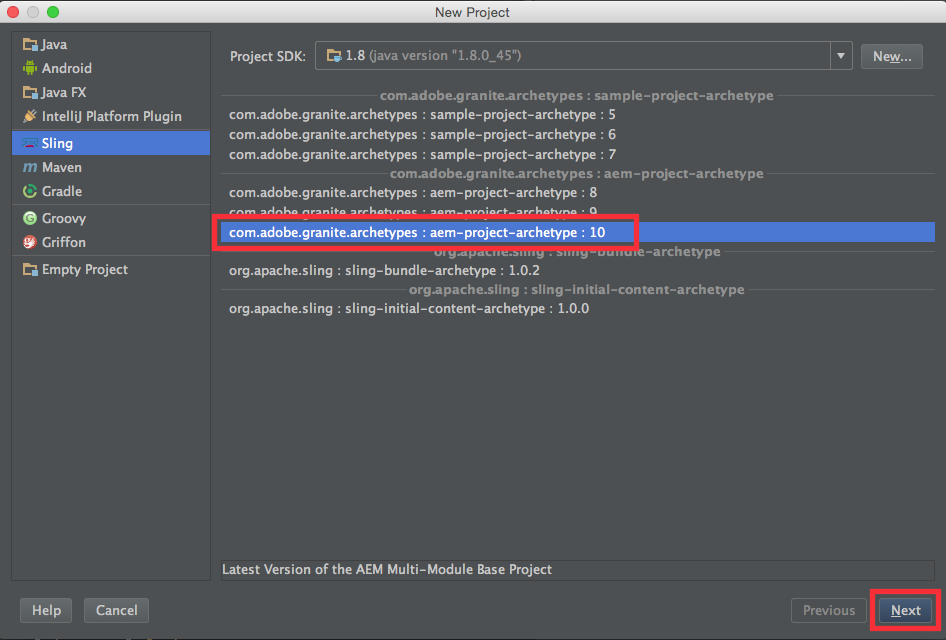 New Project
Java
Android
Java FX
IntelliJ Platform Plugin
Sling
Maven
Gradle
Groovy
Griffon
Empty Project
Project SDK: 1.8 (java version "1.8.0_45") New...
com.adobe.granite.archetypes : sample-project-archetype
com.adobe.granite.archetypes : sample-project-archetype : 5
com.adobe.granite.archetypes : sample-project-archetype : 6
com.adobe.granite.archetypes : sample-project-archetype : 7
com.adobe.granite.archetypes : aem-project-archetype
com.adobe.granite.archetypes : aem-project-archetype : 8
com.adobe.granite.archetypes : aem-project-archetype : 9
com.adobe.granite.archetypes : aem-project-archetype : 10
org.apache.sling : sling-bundle-archetype
org.apache.sling : sling-bundle-archetype : 1.0.2
org.apache.sling : sling-initial-content-archetype
org.apache.sling : sling-initial-content-archetype : 1.0.0
Latest Version of the AEM Multi-Module Base Project
Help Cancel Previous Next